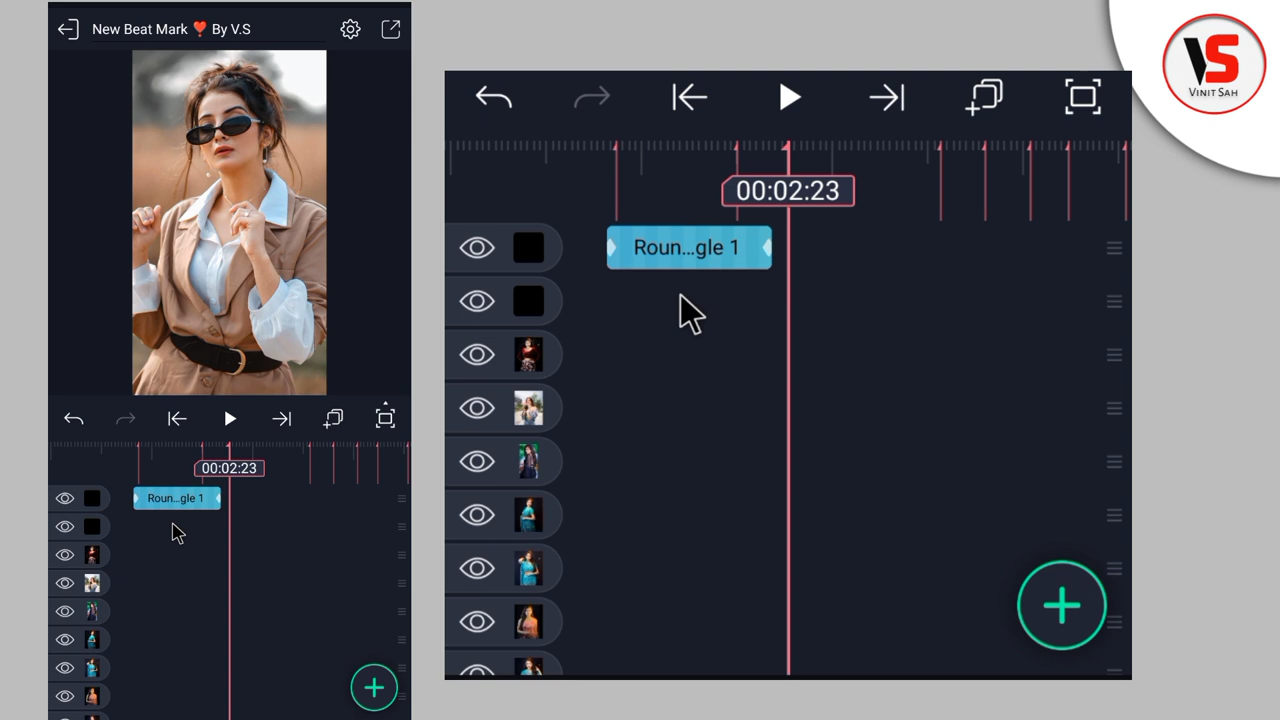 New Beat Mark ❤️ By V.S
00:02:23
Roun...gle 1
00:02:23
Roun...gle 1
VS
VINIT SAH